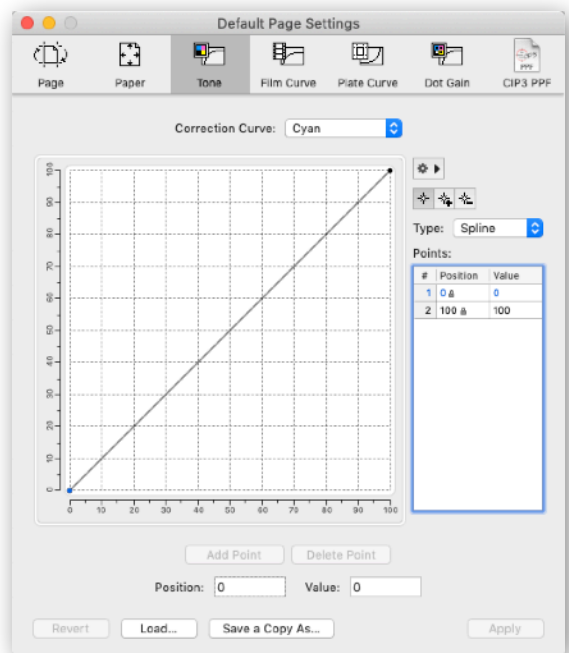 Default Page Settings
Page Paper Tone Film Curve Plate Curve Dot Gain CIP3 PPF
Correction Curve: Cyan
Type: Spline
Points:
# Position Value
1 0 0
2 100 100
100
90
80
70
60
50
40
30
20
10
0
0 10 20 30 40 50 60 70 80 90 100
Add Point Delete Point
Position: 0 Value: 0
Revert Load... Save a Copy As... Apply